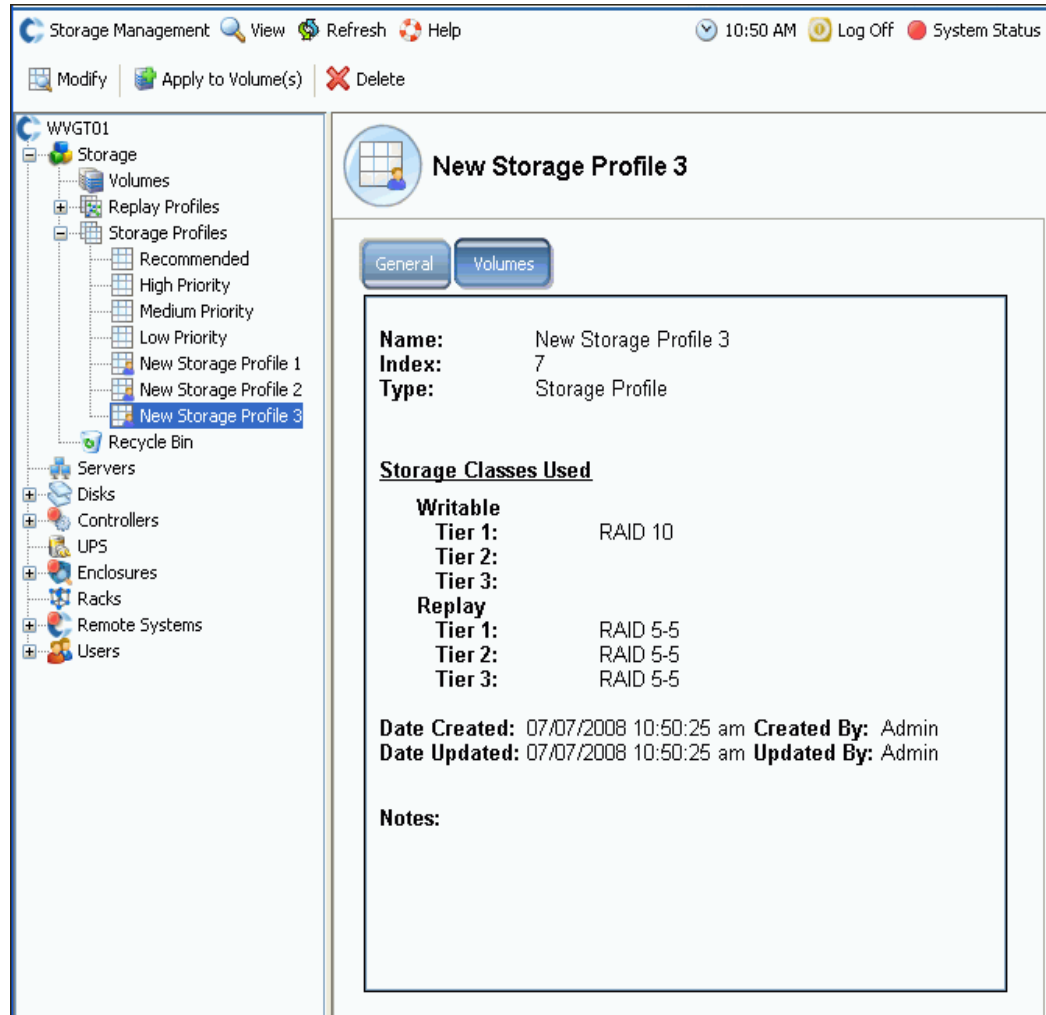 Storage Management View Refresh Help 10:50 AM Log Off System Status
Modify Apply to Volume(s) Delete
WVGT01
Storage
Volumes
Replay Profiles
Storage Profiles
Recommended
High Priority
Medium Priority
Low Priority
New Storage Profile 1
New Storage Profile 2
New Storage Profile 3
Recycle Bin
Servers
Disks
Controllers
UPS
Enclosures
Racks
Remote Systems
Users
New Storage Profile 3
General Volumes
Name: New Storage Profile 3
Index: 7
Type: Storage Profile
Storage Classes Used
Writable
Tier 1: RAID 10
Tier 2:
Tier 3:
Replay
Tier 1: RAID 5-5
Tier 2: RAID 5-5
Tier 3: RAID 5-5
Date Created: 07/07/2008 10:50:25 am Created By: Admin
Date Updated: 07/07/2008 10:50:25 am Updated By: Admin
Notes: